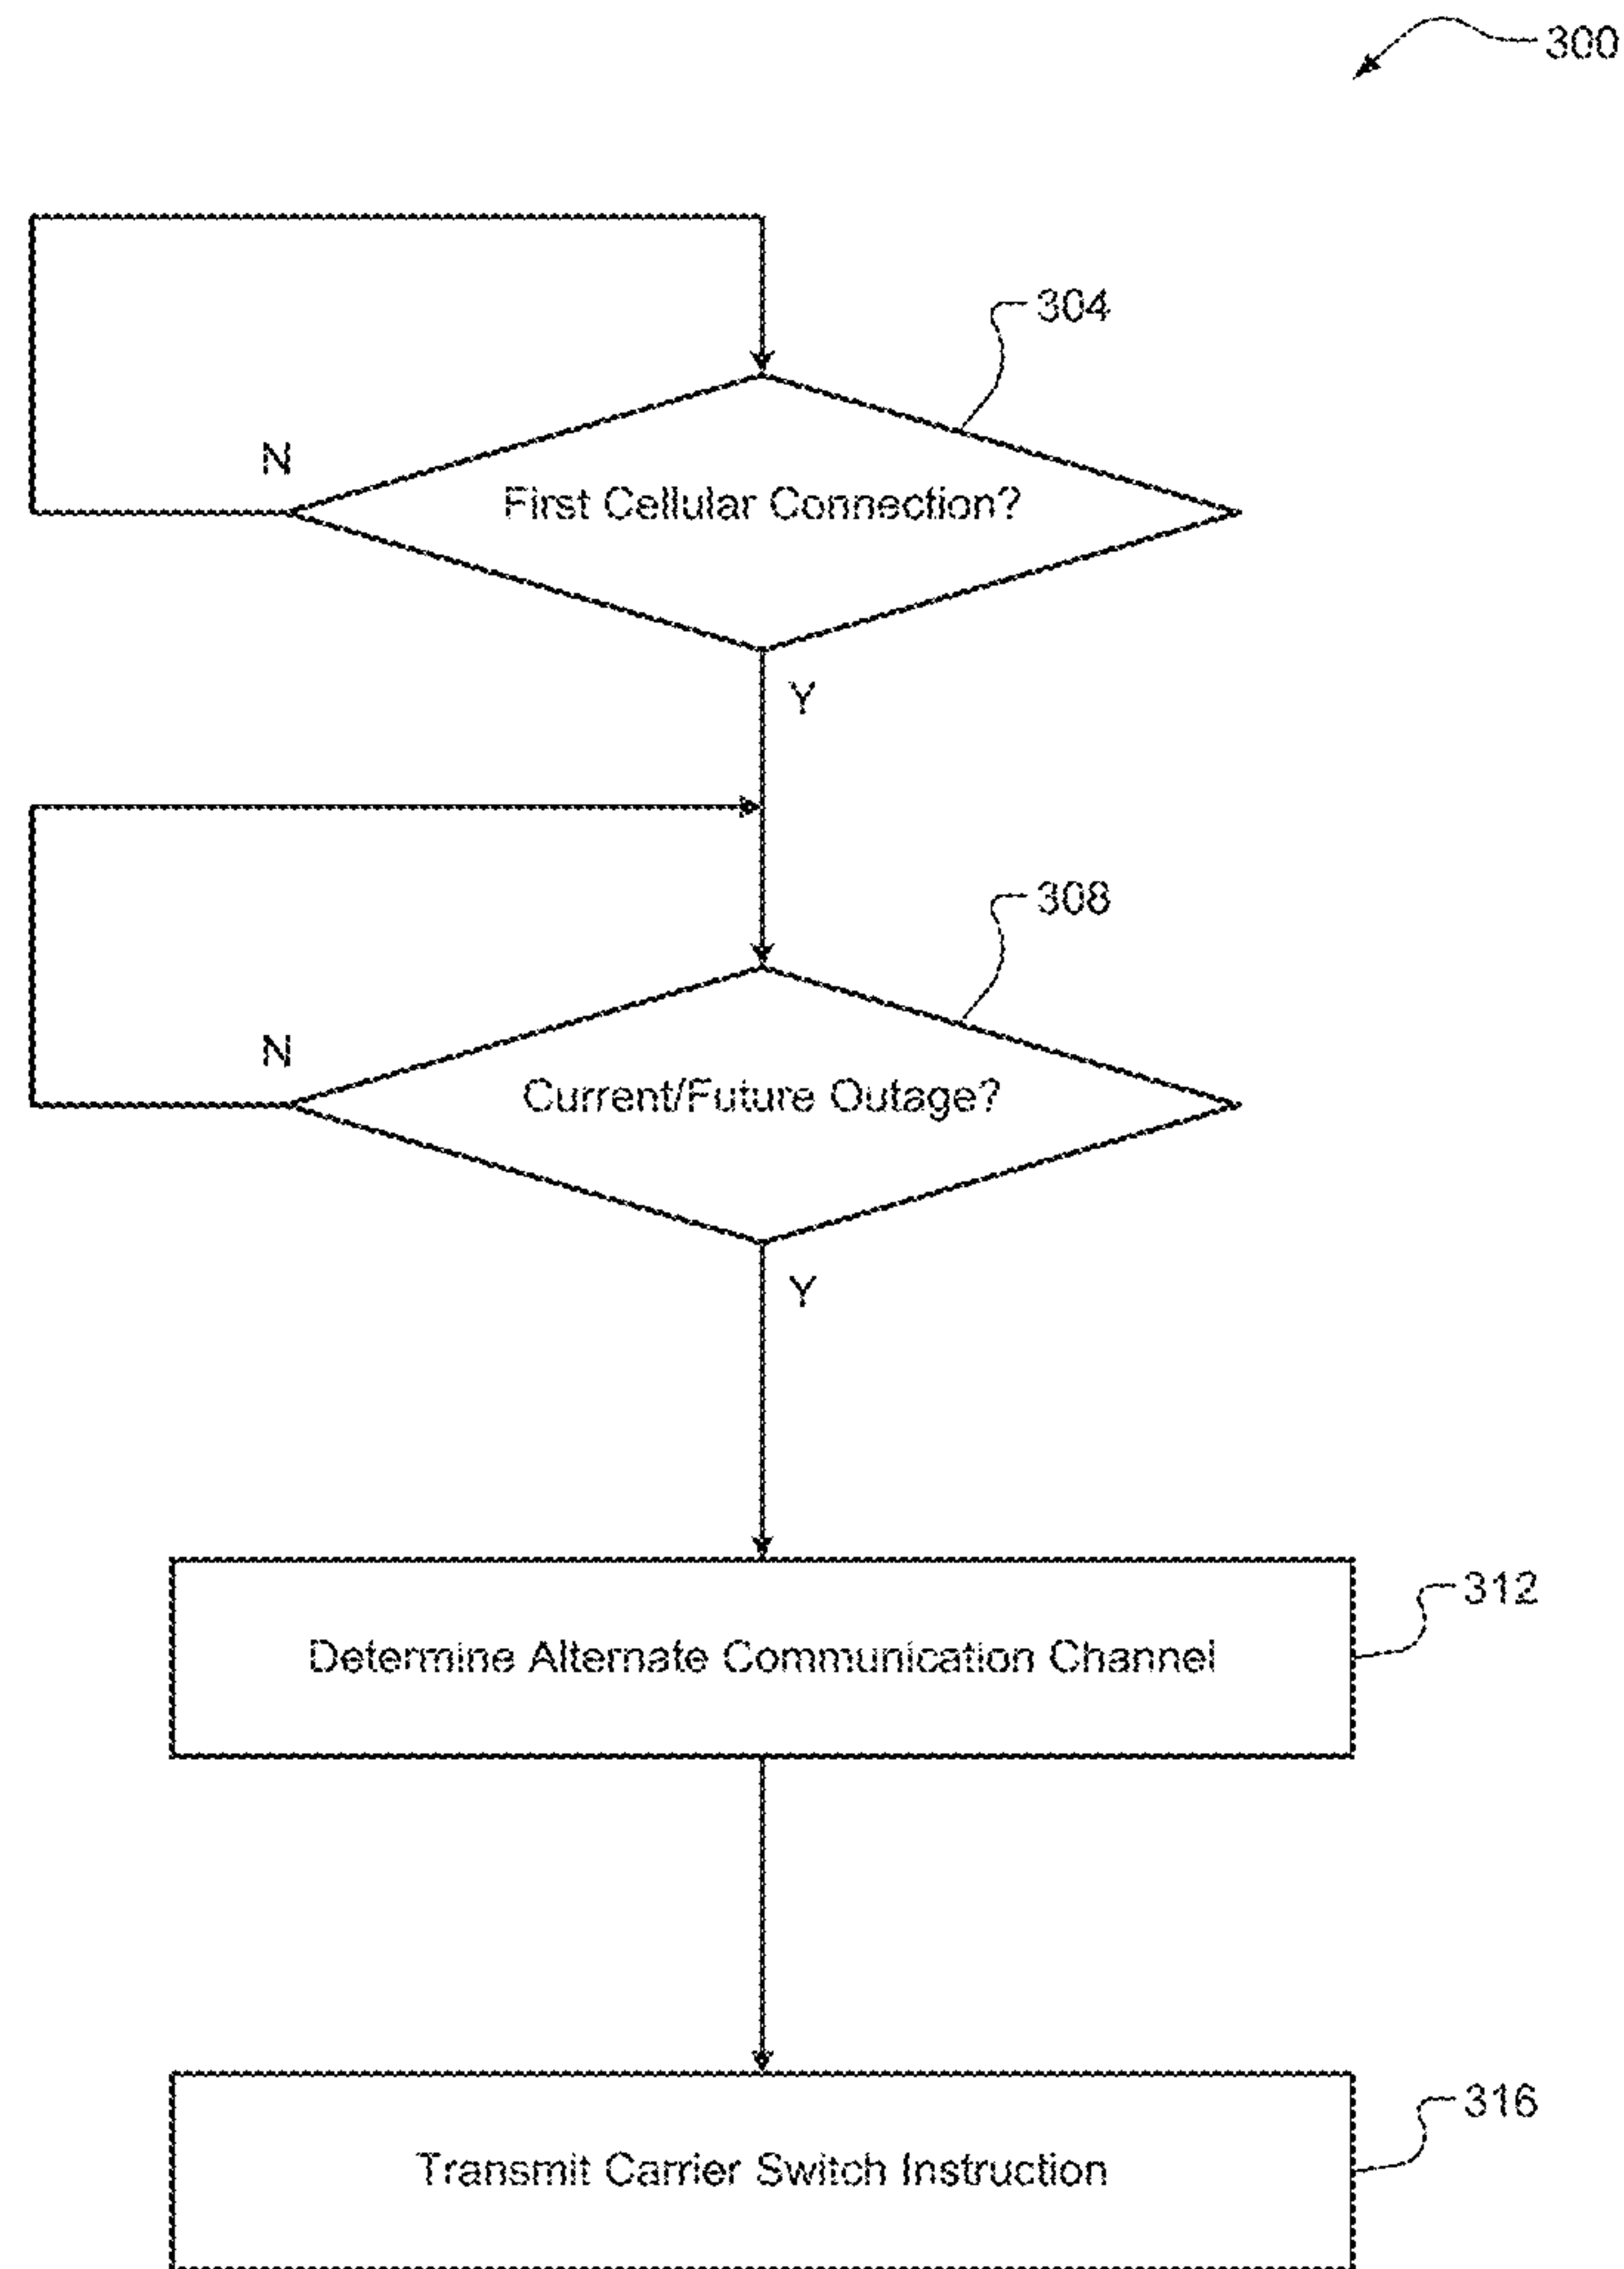 300
304
N
First Cellular Connection?
Y
308
N
Current/Future Outage?
Y
312
Determine Alternate Communication Channel
316
Transmit Carrier Switch Instruction